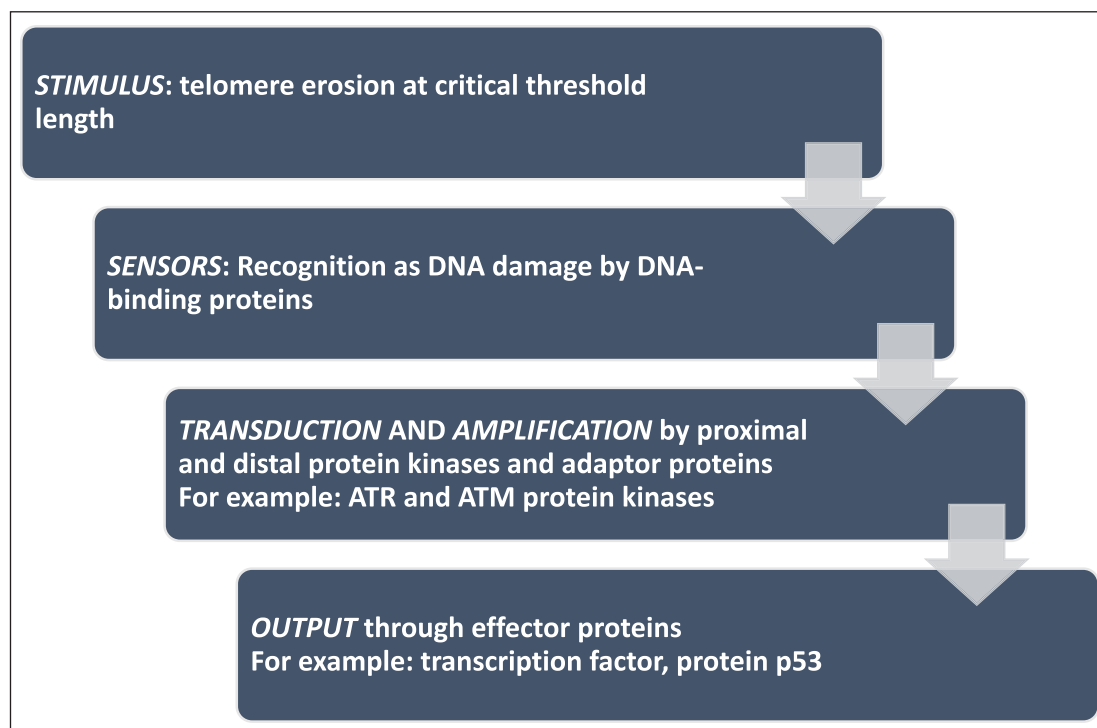 STIMULUS: telomere erosion at critical threshold
length
SENSORS: Recognition as DNA damage by DNA-
binding proteins
TRANSDUCTION AND AMPLIFICATION by proximal
and distal protein kinases and adaptor proteins
For example: ATR and ATM protein kinases
OUTPUT through effector proteins
For example: transcription factor, protein p53